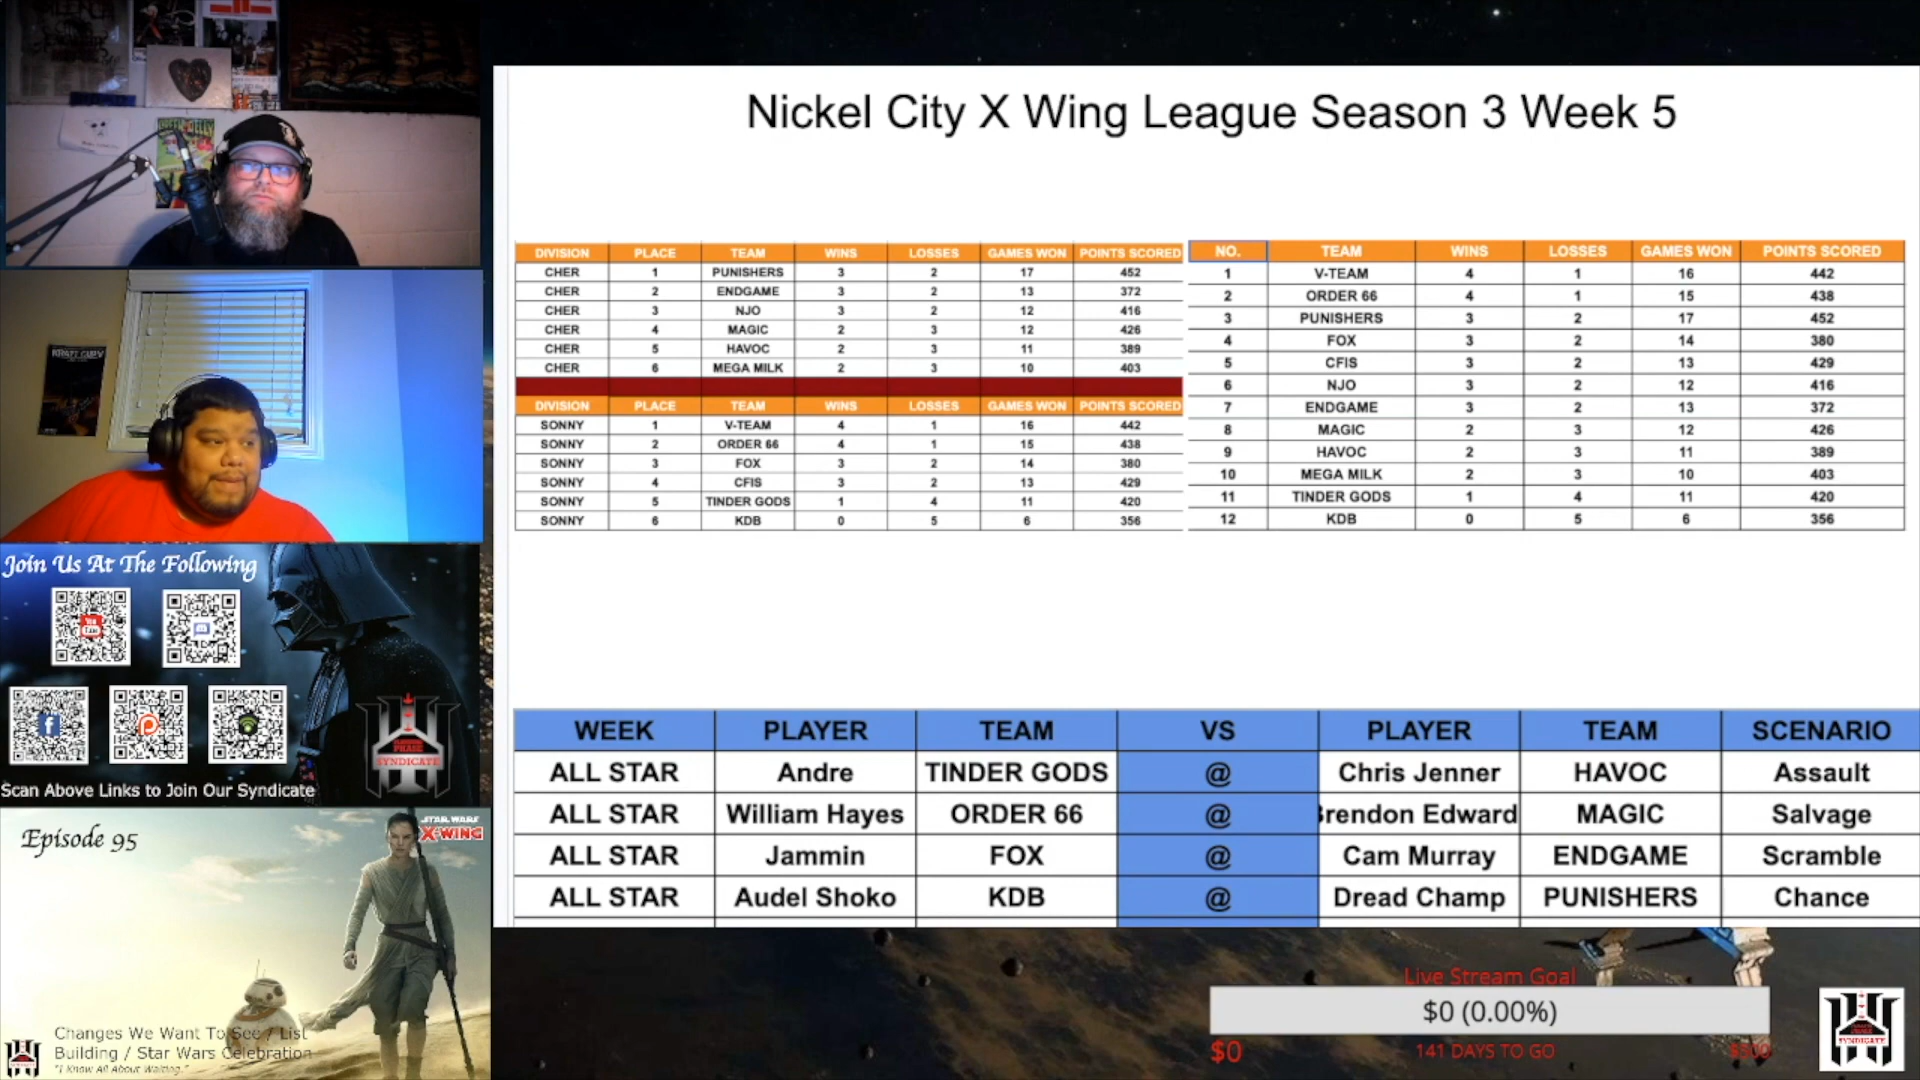 Nickel City X Wing League Season 3 Week 5
DIVISION PLACE TEAM WINS LOSSES GAMES WON POINTS SCORED
CHER 1 PUNISHERS 3 2 17 452
CHER 2 ENDGAME 3 2 13 372
CHER 3 NJO 3 2 12 416
CHER 4 MAGIC 2 3 12 426
CHER 5 HAVOC 2 3 11 389
CHER 6 MEGA MILK 2 3 10 403
DIVISION PLACE TEAM WINS LOSSES GAMES WON POINTS SCORED
SONNY 1 V-TEAM 4 1 16 442
SONNY 2 ORDER 66 4 1 15 438
SONNY 3 FOX 3 2 14 380
SONNY 4 CFIS 3 2 13 429
SONNY 5 TINDER GODS 1 4 11 420
SONNY 6 KDB 0 5 6 356
NO. TEAM WINS LOSSES GAMES WON POINTS SCORED
1 V-TEAM 4 1 16 442
2 ORDER 66 4 1 15 438
3 PUNISHERS 3 2 17 452
4 FOX 3 2 14 380
5 CFIS 3 2 13 429
6 NJO 3 2 12 416
7 ENDGAME 3 2 13 372
8 MAGIC 2 3 12 426
9 HAVOC 2 3 11 389
10 MEGA MILK 2 3 10 403
11 TINDER GODS 1 4 11 420
12 KDB 0 5 6 356
WEEK PLAYER TEAM VS PLAYER TEAM SCENARIO
ALL STAR Andre TINDER GODS @ Chris Jenner HAVOC Assault
ALL STAR William Hayes ORDER 66 @ Brendon Edward MAGIC Salvage
ALL STAR Jammin FOX @ Cam Murray ENDGAME Scramble
ALL STAR Audel Shoko KDB @ Dread Champ PUNISHERS Chance
Join Us At The Following
You
Tube
PHASE
SYNDICATE
Scan Above Links to Join Our Syndicate
Episode 95
STAR WARS
X-WING
Changes We Want To See / List
Building / Star Wars Celebration
"I Know All About Waiting."
Live Stream Goal
$0 (0.00%)
$0 141 DAYS TO GO $500
SYNDICATE